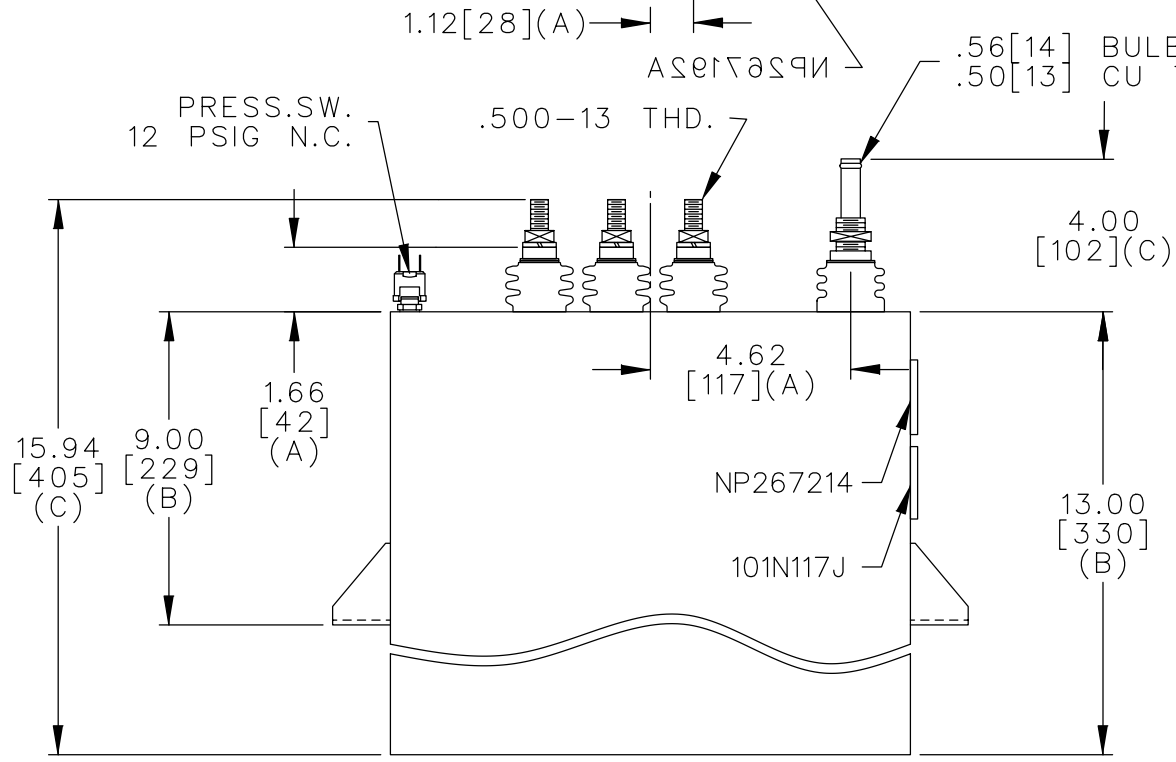 1.12[28](A)
NP267192A
.56[14] BULB
.50[13] CU T
PRESS.SW.
12 PSIG N.C.
.500-13 THD.
4.00
[102](C)
4.62
[117](A)
1.66
[42]
(A)
15.94
[405]
(C)
9.00
[229]
(B)
NP267214
13.00
[330]
(B)
101N117J